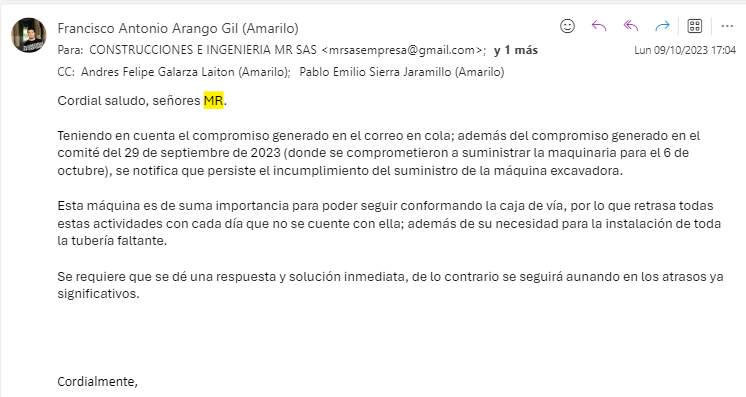 Francisco Antonio Arango Gil (Amarilo)
Para: CONSTRUCCIONES E INGENIERIA MR SAS <mrsasempresa@gmail.com>; y 1 más
Lun 09/10/2023 17:04
CC: Andres Felipe Galarza Laiton (Amarilo); Pablo Emilio Sierra Jaramillo (Amarilo)
Cordial saludo, señores MR.
Teniendo en cuenta el compromiso generado en el correo en cola; además del compromiso generado en el
comité del 29 de septiembre de 2023 (donde se comprometieron a suministrar la maquinaria para el 6 de
octubre), se notifica que persiste el incumplimiento del suministro de la máquina excavadora.
Esta máquina es de suma importancia para poder seguir conformando la caja de vía, por lo que retrasa todas
estas actividades con cada día que no se cuente con ella; además de su necesidad para la instalación de toda
la tubería faltante.
Se requiere que se dé una respuesta y solución inmediata, de lo contrario se seguirá aunando en los atrasos ya
significativos.
Cordialmente,